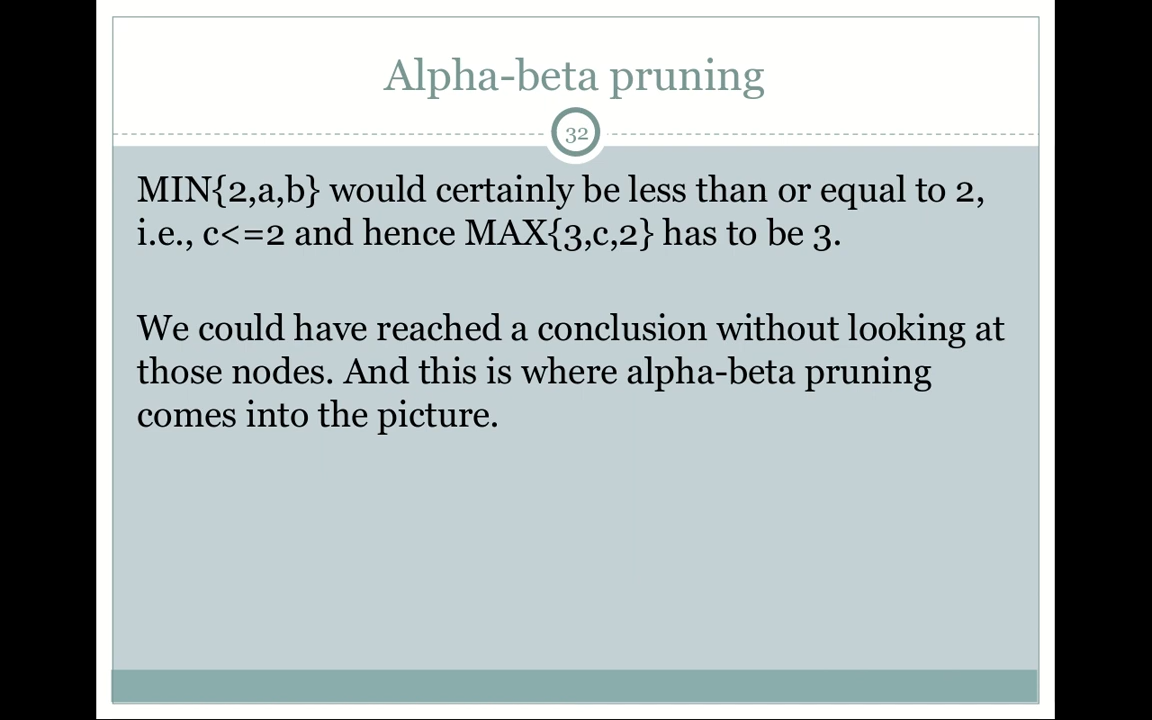 Alpha-beta pruning
32
MIN{2,a,b} would certainly be less than or equal to 2,
i.e., c<=2 and hence MAX{3,c,2} has to be 3.
We could have reached a conclusion without looking at
those nodes. And this is where alpha-beta pruning
comes into the picture.